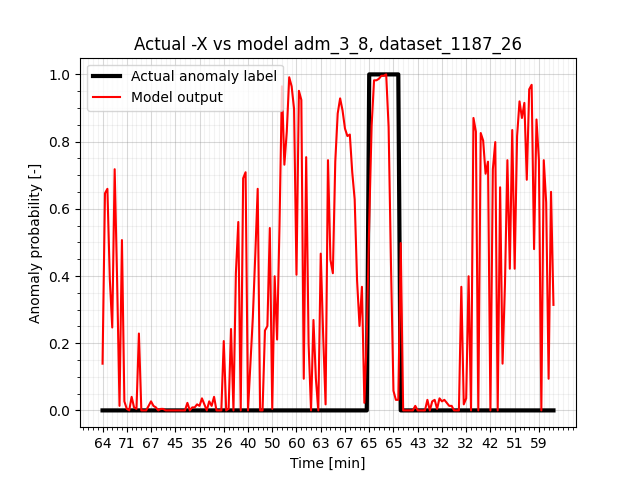 Actual -X vs model adm_3_8, dataset_1187_26
Actual anomaly label
Model output
Anomaly probability [-]
1.0
0.8
0.6
0.4
0.2
0.0
64 71 67 45 35 26 40 50 60 63 67 65 65 43 32 32 42 51 59
Time [min]